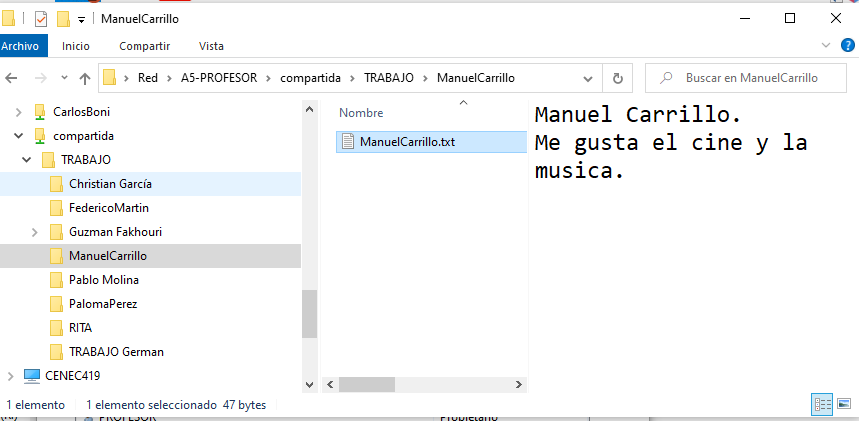 ManuelCarrillo
Archivo Inicio Compartir Vista
Red › A5-PROFESOR › compartida › TRABAJO › ManuelCarrillo
Buscar en ManuelCarrillo
CarlosBoni
compartida
TRABAJO
Christian García
FedericoMartin
Guzman Fakhouri
ManuelCarrillo
Pablo Molina
PalomaPerez
RITA
TRABAJO German
CENEC419
Nombre
ManuelCarrillo.txt
Manuel Carrillo.
Me gusta el cine y la
musica.
1 elemento 1 elemento seleccionado 47 bytes
PROFESOR Propietario